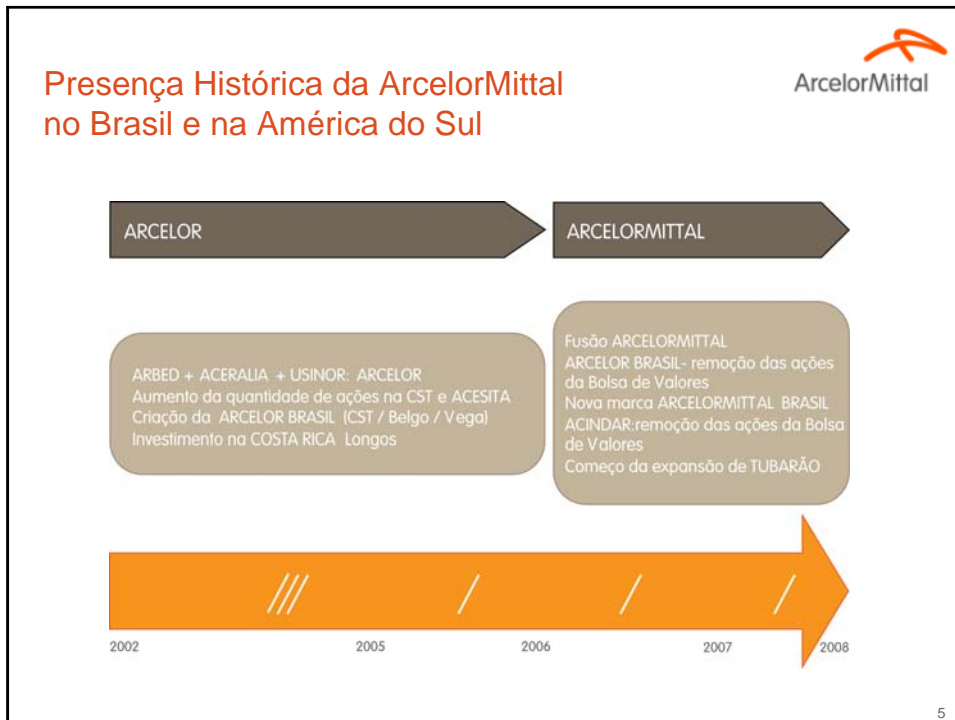 Presença Histórica da ArcelorMittal
no Brasil e na América do Sul
ArcelorMittal
ARCELOR
ARCELORMITTAL
ARBED + ACERALIA + USINOR: ARCELOR
Aumento da quantidade de ações na CST e ACESITA
Criação da ARCELOR BRASIL (CST / Belgo / Vega)
Investimento na COSTA RICA Longos
Fusão ARCELORMITTAL
ARCELOR BRASIL- remoção das ações
da Bolsa de Valores
Nova marca ARCELORMITTAL BRASIL
ACINDAR:remoção das ações da Bolsa
de Valores
Começo da expansão de TUBARÃO
2002 2005 2006 2007 2008
5